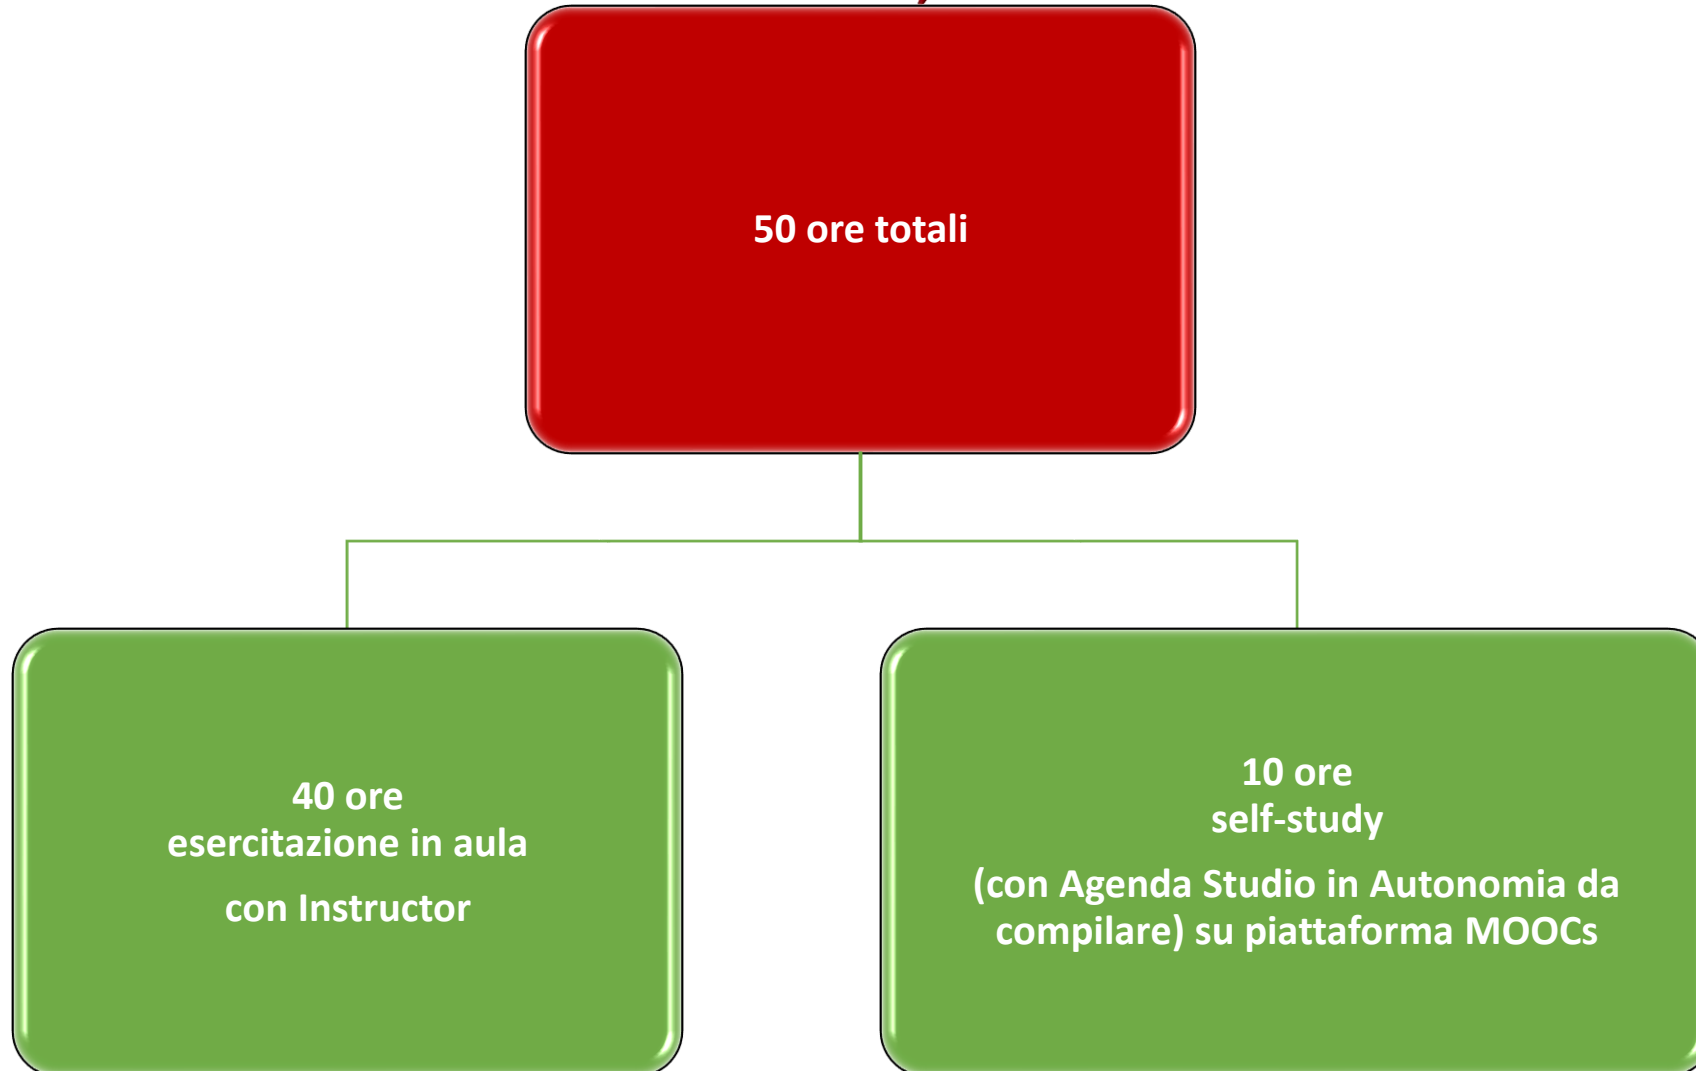 50 ore totali
40 ore
esercitazione in aula
con Instructor
10 ore
self-study
(con Agenda Studio in Autonomia da
compilare) su piattaforma MOOCs